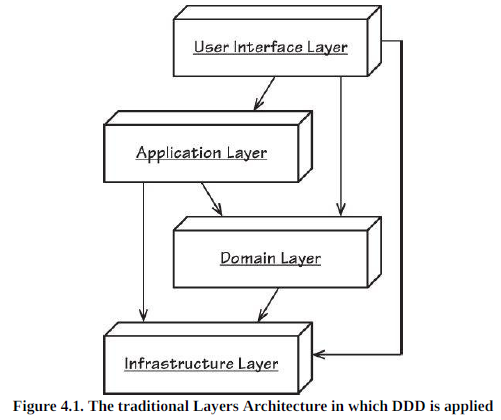 User Interface Layer
Application Layer
Domain Layer
Infrastructure Layer
Figure 4.1. The traditional Layers Architecture in which DDD is applied